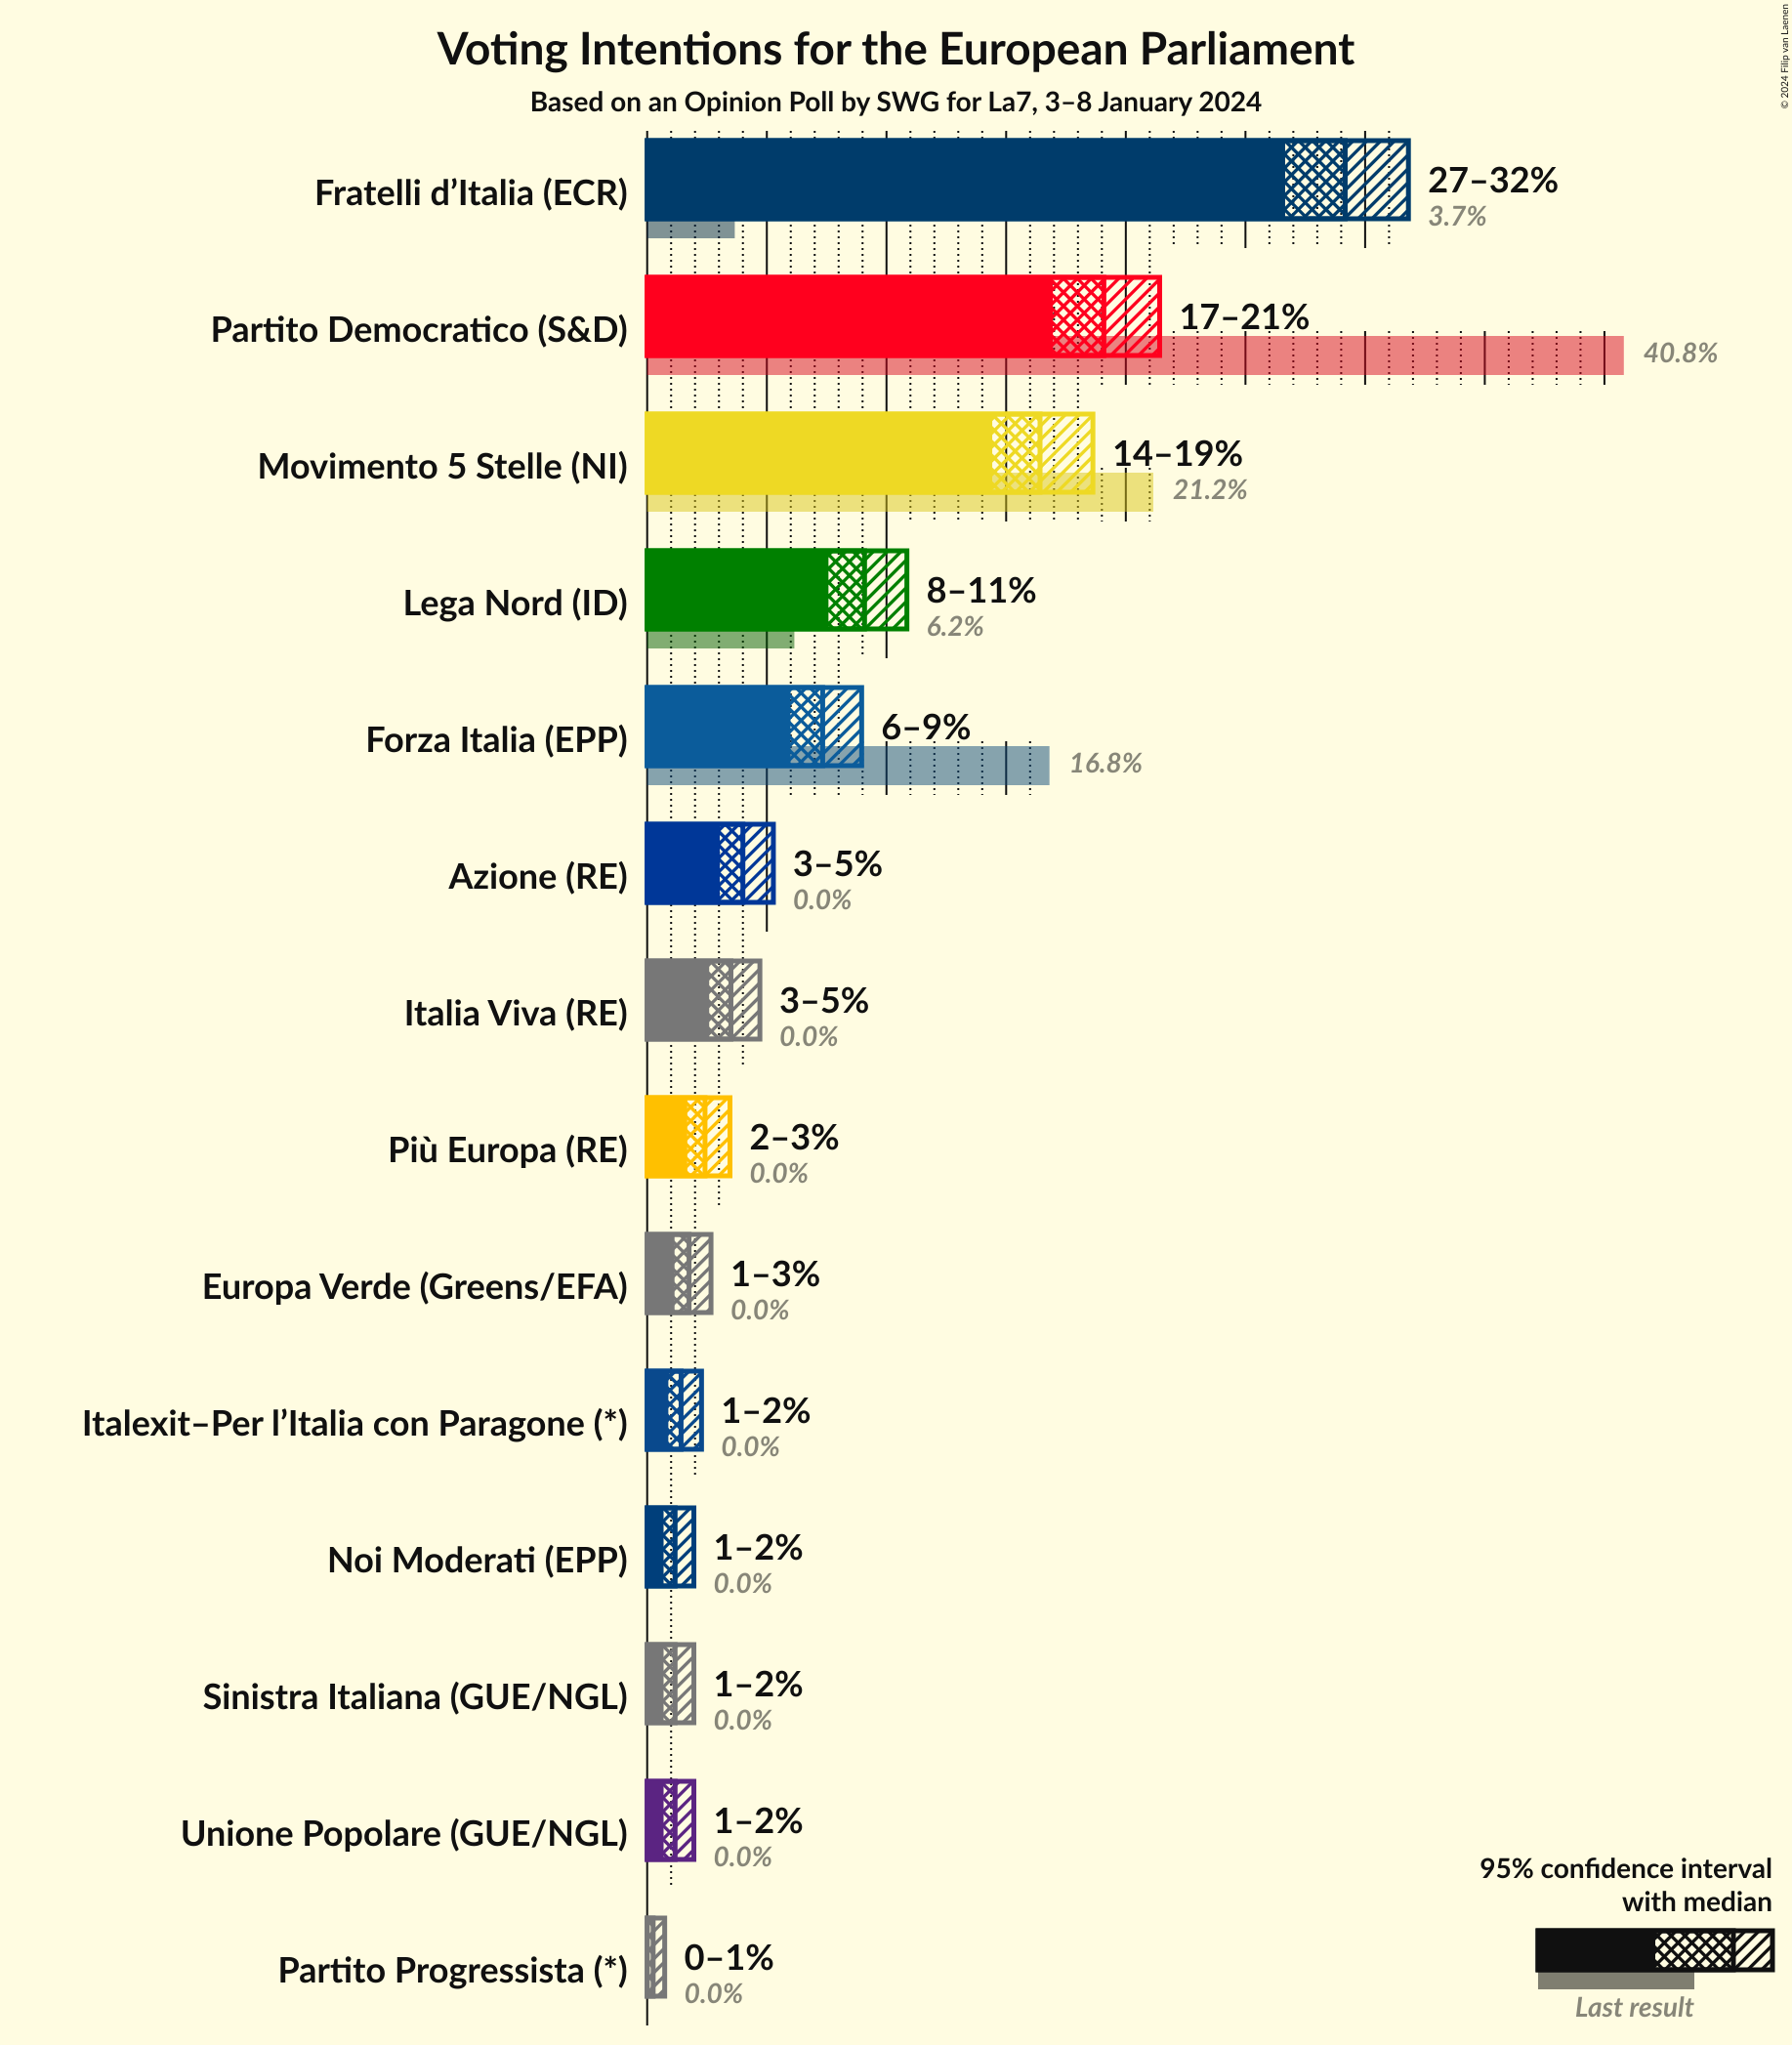 Voting Intentions for the European Parliament
Based on an Opinion Poll by SWG for La7, 3–8 January 2024
© 2024 Filip van Laenen
Fratelli d’Italia (ECR)
27–32%
3.7%
Partito Democratico (S&D)
17–21%
40.8%
Movimento 5 Stelle (NI)
14–19%
21.2%
Lega Nord (ID)
8–11%
6.2%
Forza Italia (EPP)
6–9%
16.8%
Azione (RE)
3–5%
0.0%
Italia Viva (RE)
3–5%
0.0%
Più Europa (RE)
2–3%
0.0%
Europa Verde (Greens/EFA)
1–3%
0.0%
Italexit–Per l’Italia con Paragone (*)
1–2%
0.0%
Noi Moderati (EPP)
1–2%
0.0%
Sinistra Italiana (GUE/NGL)
1–2%
0.0%
Unione Popolare (GUE/NGL)
1–2%
0.0%
Partito Progressista (*)
0–1%
0.0%
95% confidence interval
with median
Last result